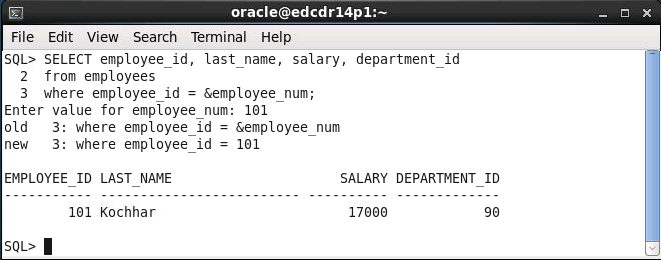 oracle@edcdr14p1:~
File Edit View Search Terminal Help
SQL> SELECT employee_id, last_name, salary, department_id
  2  from employees
  3  where employee_id = &employee_num;
Enter value for employee_num: 101
old   3: where employee_id = &employee_num
new   3: where employee_id = 101
EMPLOYEE_ID LAST_NAME                     SALARY DEPARTMENT_ID
----------- ------------------------- ---------- -------------
        101 Kochhar                        17000            90
SQL>